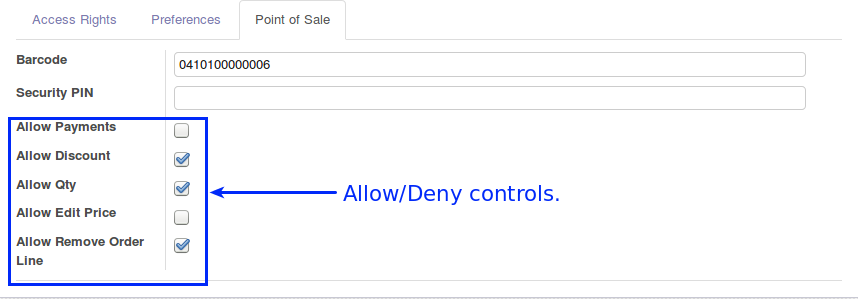 Access Rights Preferences Point of Sale
Barcode 0410100000006
Security PIN
Allow Payments
Allow Discount
Allow Qty
Allow/Deny controls.
Allow Edit Price
Allow Remove Order
Line